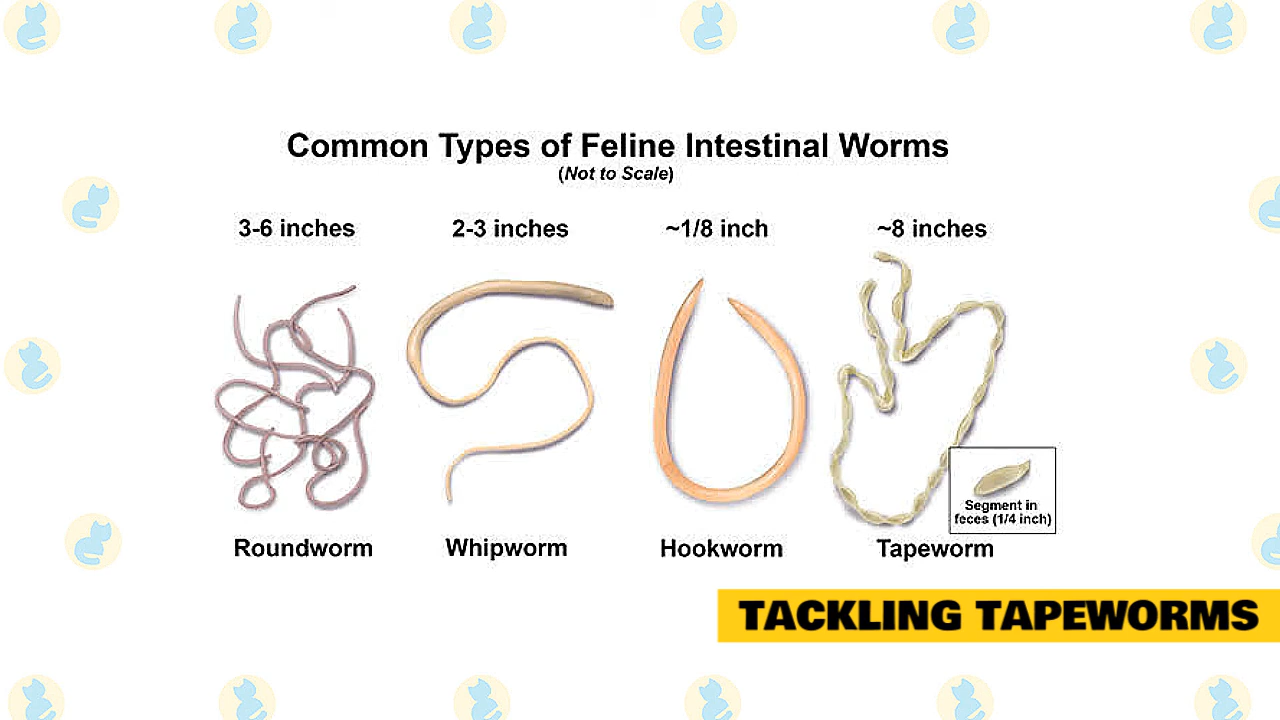 Common Types of Feline Intestinal Worms
(Not to Scale)
3-6 inches
2-3 inches
~1/8 inch
~8 inches
Segment in
feces (1/4 inch)
Roundworm
Whipworm
Hookworm
Tapeworm
TACKLING TAPEWORMS